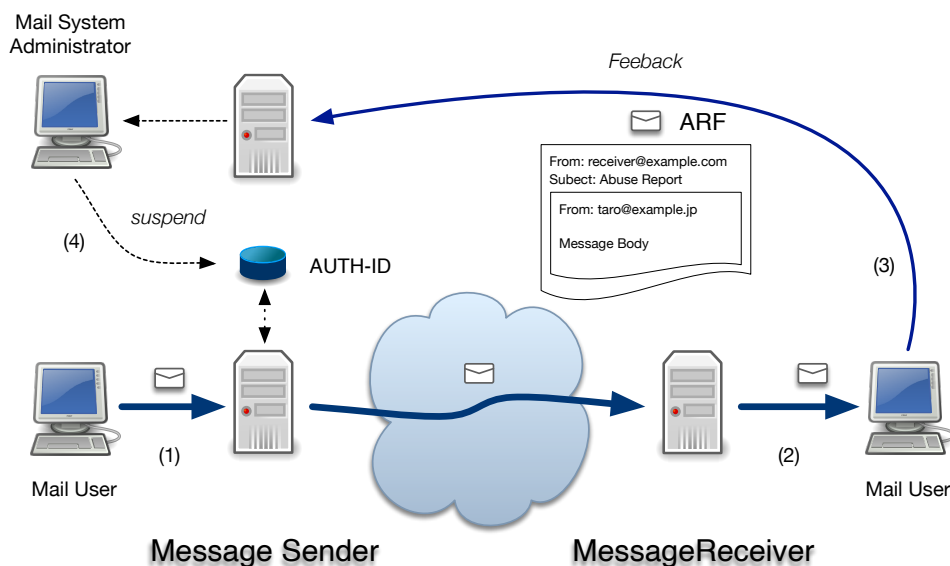 Mail System
Administrator
Feeback
ARF
From: receiver@example.com
Subect: Abuse Report
From: taro@example.jp
Message Body
suspend
(4)
(3)
AUTH-ID
(1)
(2)
Mail User
Mail User
Message Sender
MessageReceiver